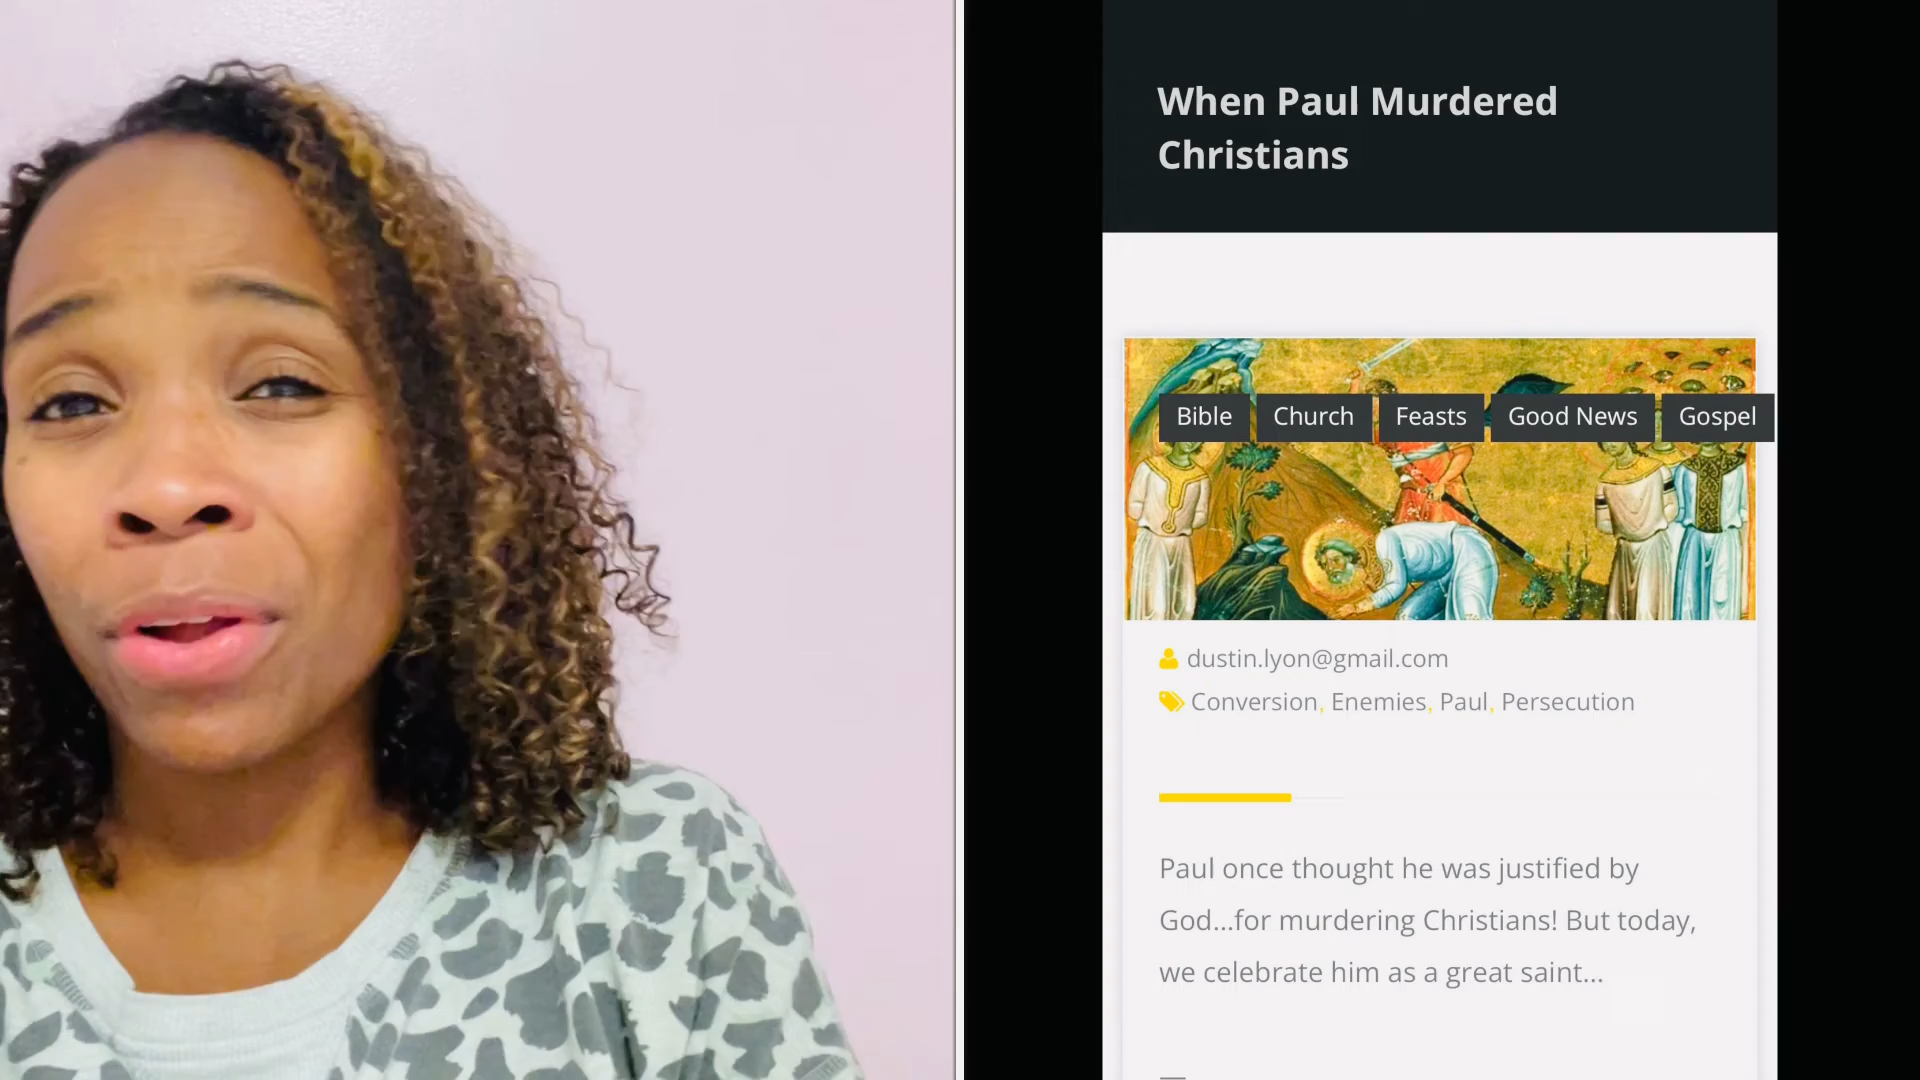 When Paul Murdered
Christians
Bible Church Feasts Good News Gospel
dustin.lyon@gmail.com
Conversion, Enemies, Paul, Persecution
Paul once thought he was justified by
God...for murdering Christians! But today,
we celebrate him as a great saint...